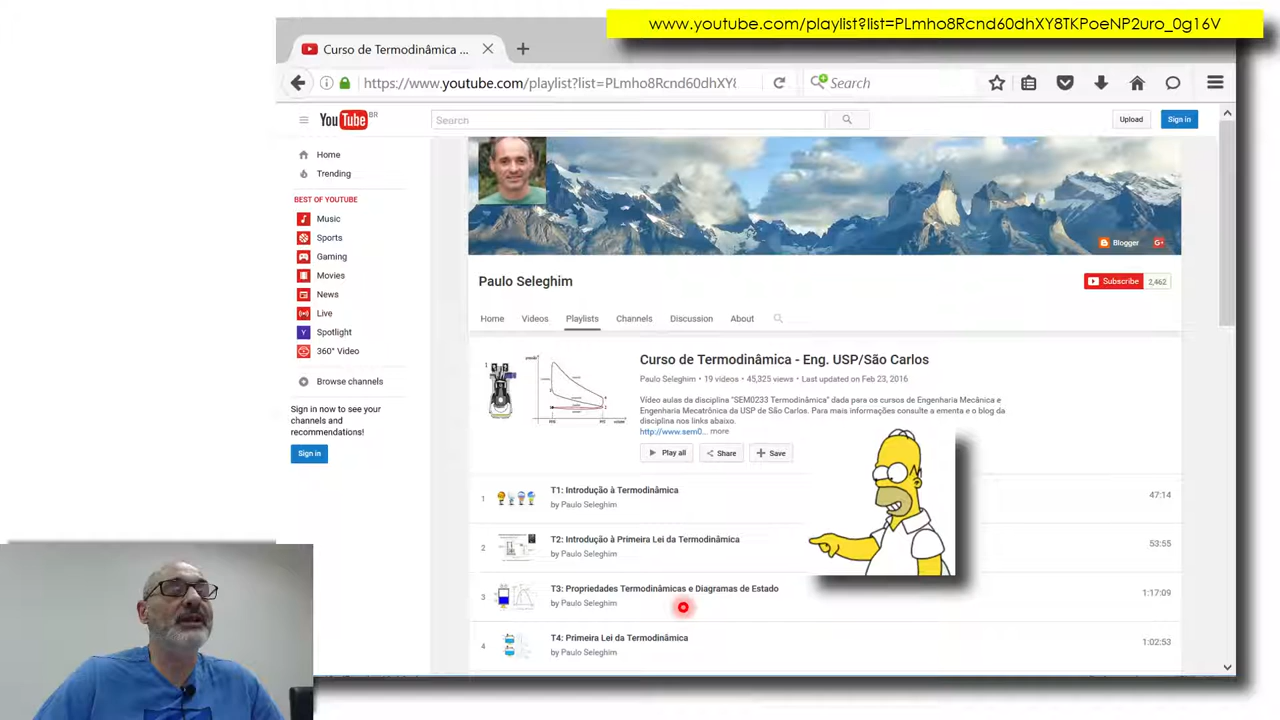 www.youtube.com/playlist?list=PLmho8Rcnd60dhXY8TKPoeNP2uro_0g16V
Curso de Termodinâmica ...
https://www.youtube.com/playlist?list=PLmho8Rcnd60dhXY8
Search
YouTube BR
Search
Upload
Sign in
Home
Trending
BEST OF YOUTUBE
Music
Sports
Gaming
Movies
News
Live
Spotlight
360° Video
Browse channels
Sign in now to see your
channels and
recommendations!
Sign in
Blogger
G+
Paulo Seleghim
Subscribe
2,462
Home
Videos
Playlists
Channels
Discussion
About
Curso de Termodinâmica - Eng. USP/São Carlos
Paulo Seleghim • 19 videos • 45,325 views • Last updated on Feb 23, 2016
Vídeo aulas da disciplina "SEM0233 Termodinâmica" dada para os cursos de Engenharia Mecânica e
Engenharia Mecatrônica da USP de São Carlos. Para mais informações consulte a ementa e o blog da
disciplina nos links abaixo.
http://www.sem0... more
Play all
Share
Save
1
T1: Introdução à Termodinâmica
by Paulo Seleghim
47:14
2
T2: Introdução à Primeira Lei da Termodinâmica
by Paulo Seleghim
53:55
3
T3: Propriedades Termodinâmicas e Diagramas de Estado
by Paulo Seleghim
1:17:09
4
T4: Primeira Lei da Termodinâmica
by Paulo Seleghim
1:02:53